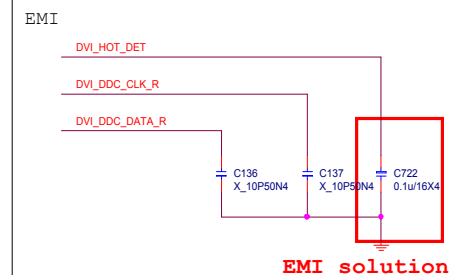 EMI
DVI_HOT_DET
DVI_DDC_CLK_R
DVI_DDC_DATA_R
C136
X_10P50N4
C137
X_10P50N4
C722
0.1u/16X4
EMI solution